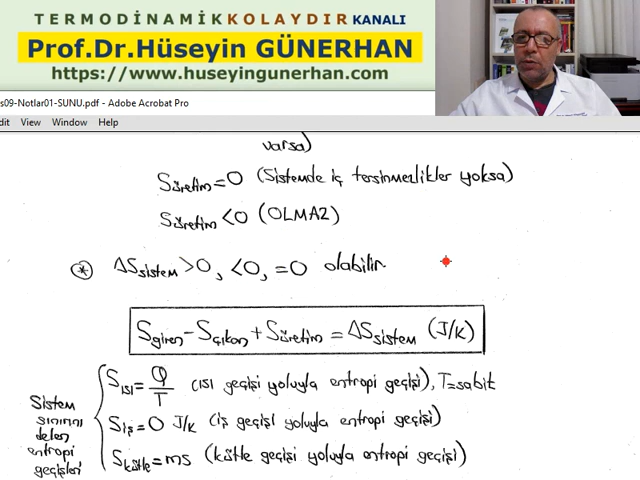 TERMODİNAMİKKOLAYDIR KANALI
Prof.Dr.Hüseyin GÜNERHAN
https://www.huseyingunerhan.com
s09-Notlar01-SUNU.pdf - Adobe Acrobat Pro
dit View Window Help
varsa)
Süretim=0 (Sistemde iç tersinmezlikler yoksa)
Süretim<0 (OLMAZ)
* ΔSsistem>0, <0, =0 olabilir
Sgiren-Sçıkan+Süretim=ΔSsistem (J/K)
Sısı=Q/T (ısı geçişi yoluyla entropi geçişi), T=sabit
Siş=0 J/K (iş geçişi yoluyla entropi geçişi)
Skütle=ms (kütle geçişi yoluyla entropi geçişi)
Sistem
sınırını
delen
entropi
geçişleri